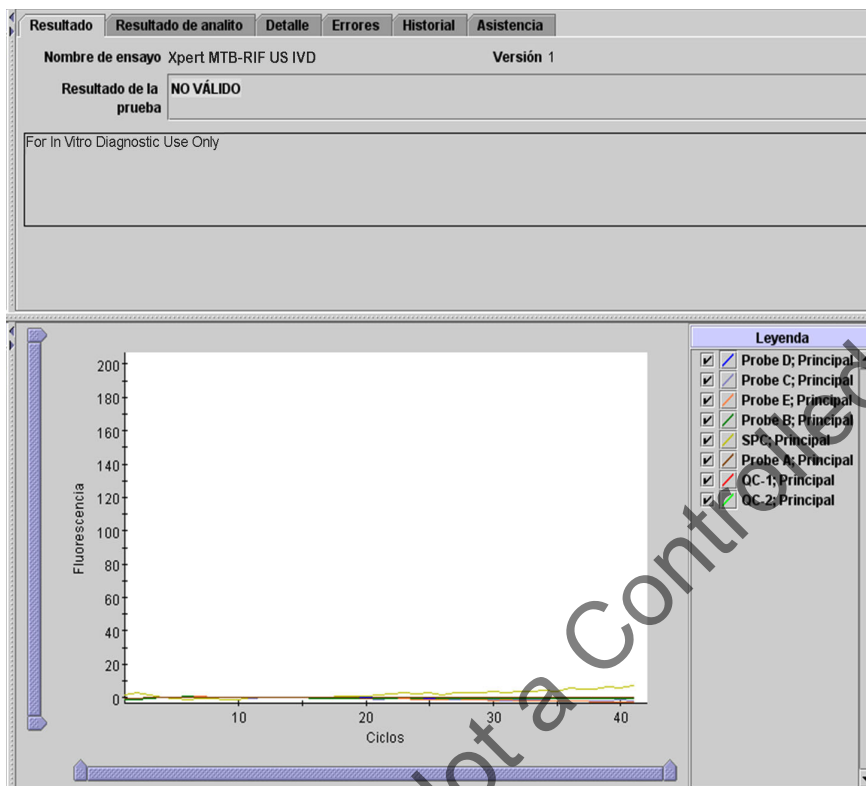 Resultado Resultado de analito Detalle Errores Historial Asistencia
Nombre de ensayo Xpert MTB-RIF US IVD Versión 1
Resultado de la prueba NO VÁLIDO
For In Vitro Diagnostic Use Only
Leyenda
Probe D; Principal
Probe C; Principal
Probe E; Principal
Probe B; Principal
SPC; Principal
Probe A; Principal
QC-1; Principal
QC-2; Principal
Fluorescencia
200
180
160
140
120
100
80
60
40
20
0
10 20 30 40
Ciclos
Not a Controlled